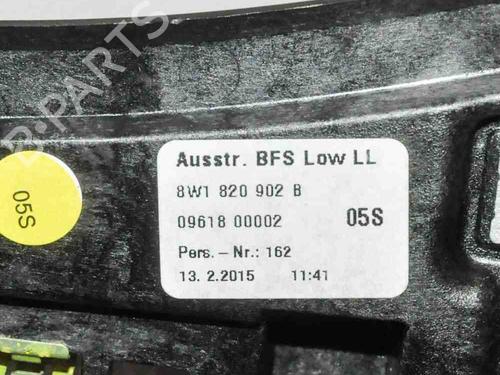 B-PARTS
Ausstr. BFS Low LL
8W1 820 902 B
09618 00002 05S
Pers. - Nr.: 162
13. 2.2015 11:41
05S